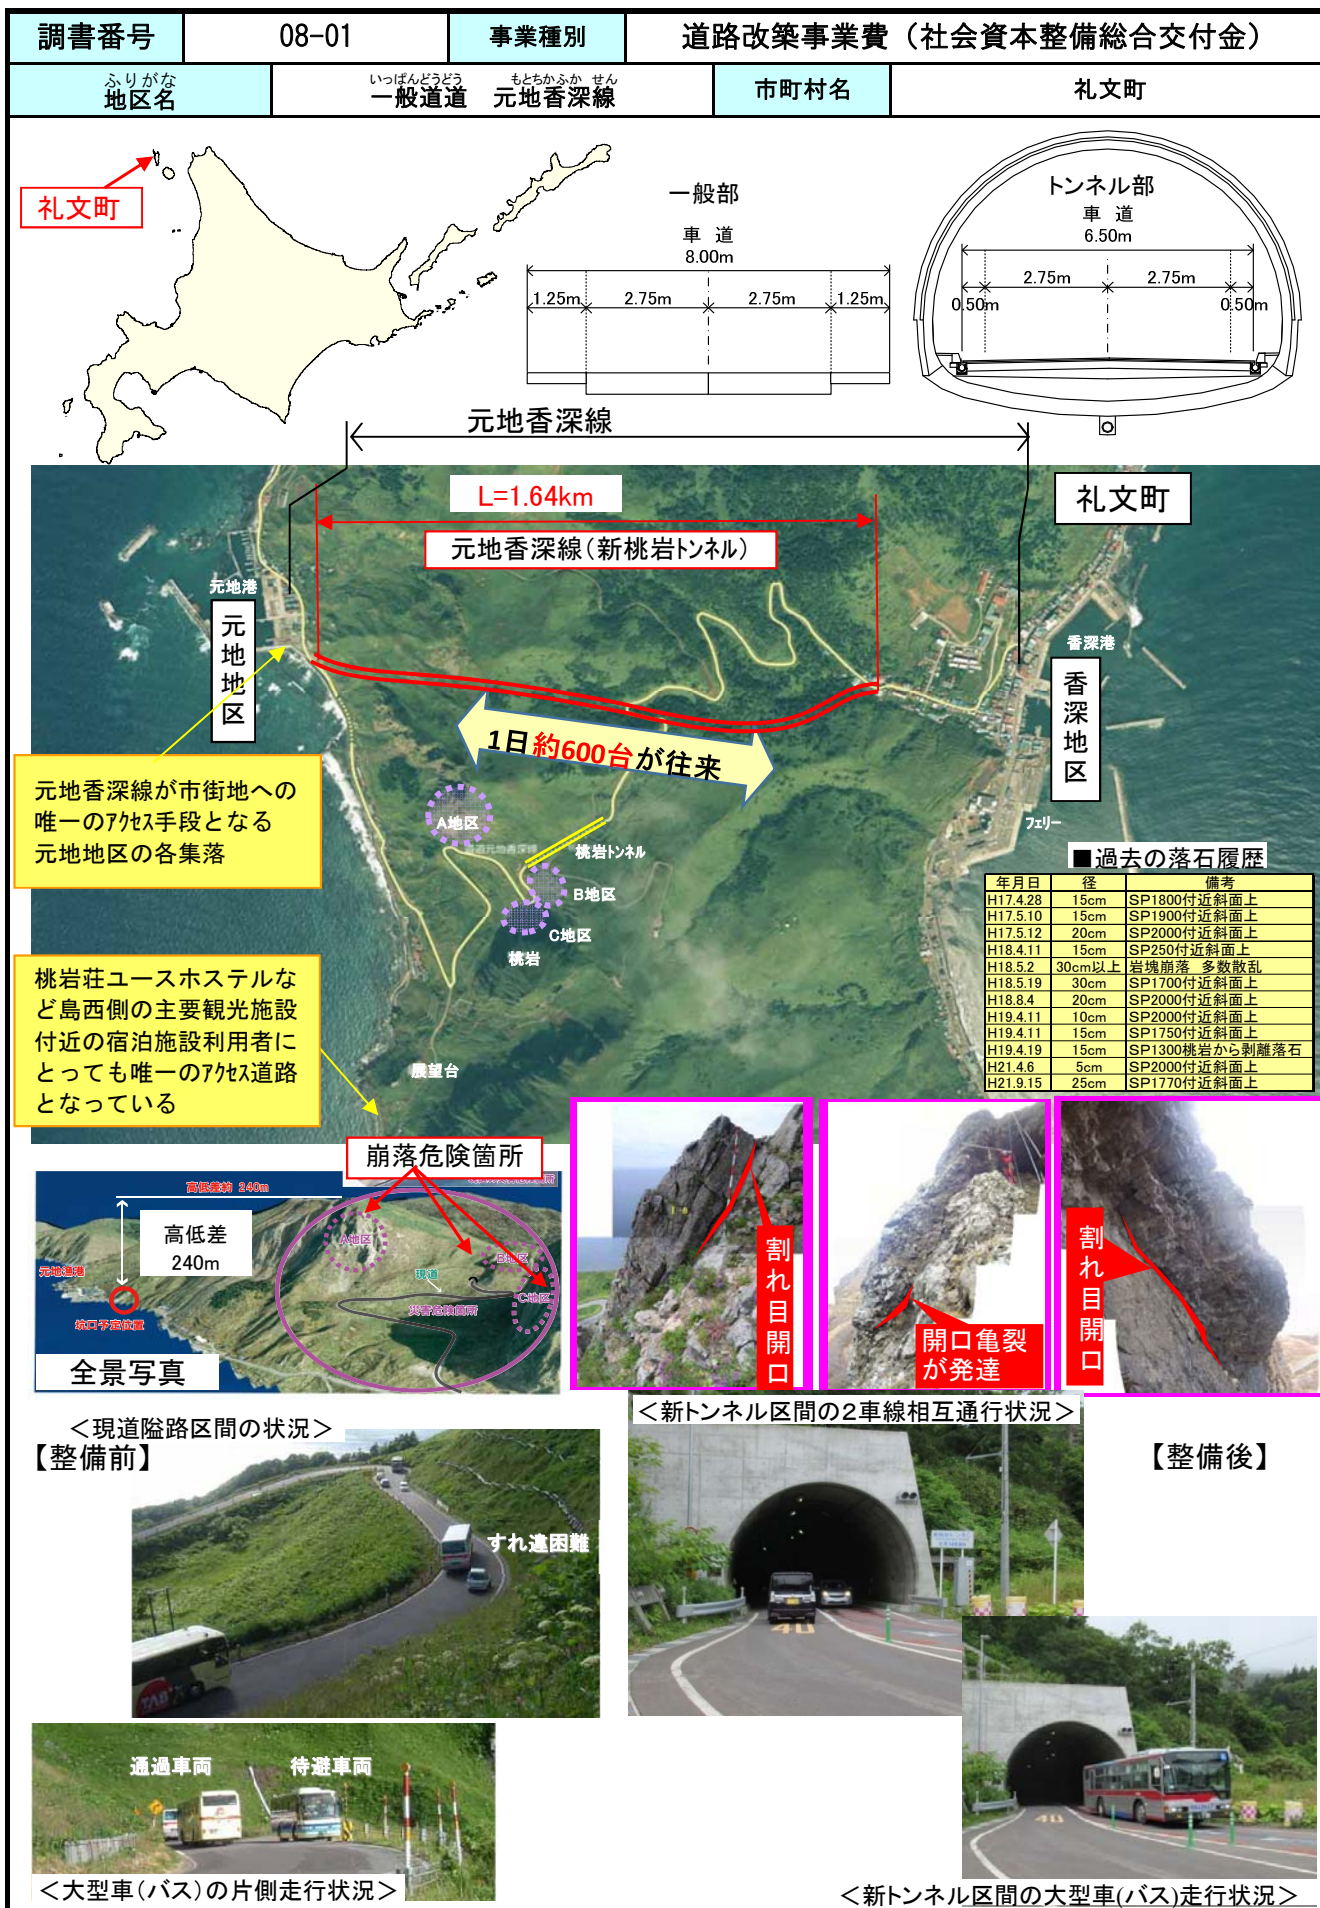 調書番号
08-01
事業種別
道路改築事業費（社会資本整備総合交付金）
ふりがな
地区名
いっぱんどうどう　もとちかふか せん
一般道道　元地香深線
市町村名
礼文町
礼文町
一般部
車 道
8.00m
1.25m
2.75m
2.75m
1.25m
トンネル部
車 道
6.50m
2.75m
2.75m
0.50m
0.50m
元地香深線
L=1.64km
元地香深線（新桃岩トンネル）
礼文町
元地港
元地地区
香深港
香深地区
フェリー
1日約600台が往来
元地香深線が市街地への
唯一のアクセス手段となる
元地地区の各集落
A地区
桃岩トンネル
B地区
C地区
桃岩
展望台
桃岩荘ユースホステルな
ど島西側の主要観光施設
付近の宿泊施設利用者に
とっても唯一のアクセス道路
となっている
■過去の落石履歴
年月日 径 備考
H17.4.28 15cm SP1800付近斜面上
H17.5.10 15cm SP1900付近斜面上
H17.5.12 20cm SP2000付近斜面上
H18.4.11 15cm SP250付近斜面上
H18.5.2 30cm以上 岩塊崩落 多数散乱
H18.5.19 30cm SP1700付近斜面上
H18.8.4 20cm SP2000付近斜面上
H19.4.11 10cm SP2000付近斜面上
H19.4.11 15cm SP1750付近斜面上
H19.4.19 15cm SP1300桃岩から剥離落石
H21.4.6 5cm SP2000付近斜面上
H21.9.15 25cm SP1770付近斜面上
崩落危険箇所
高低差約 240m
高低差
240m
元地漁港
坑口予定位置
A地区
B地区
C地区
現道
災害危険箇所
全景写真
割れ目開口
開口亀裂
が発達
割れ目開口
＜現道隘路区間の状況＞
【整備前】
すれ違困難
＜新トンネル区間の２車線相互通行状況＞
【整備後】
40
通過車両
待避車両
＜大型車（バス）の片側走行状況＞
40
＜新トンネル区間の大型車(バス)走行状況＞